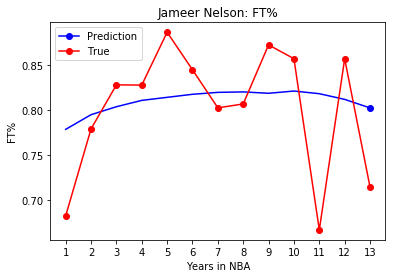 Jameer Nelson: FT%
Prediction
True
FT%
0.85
0.80
0.75
0.70
1 2 3 4 5 6 7 8 9 10 11 12 13
Years in NBA